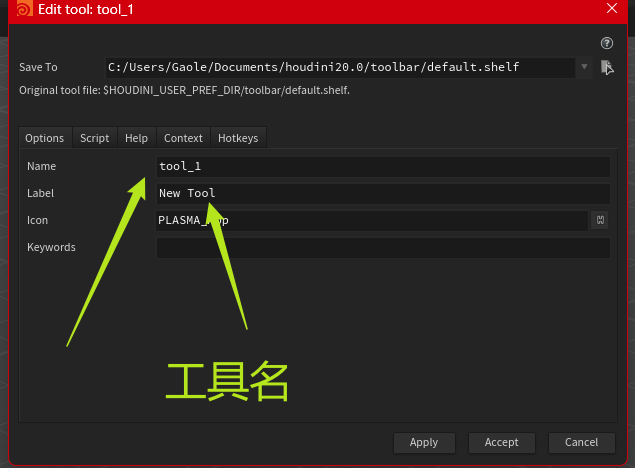 Edit tool: tool_1
Save To C:/Users/Gaole/Documents/houdini20.0/toolbar/default.shelf
Original tool file: $HOUDINI_USER_PREF_DIR/toolbar/default.shelf.
Options Script Help Context Hotkeys
Name tool_1
Label New Tool
Icon
Keywords
工具名
Apply Accept Cancel